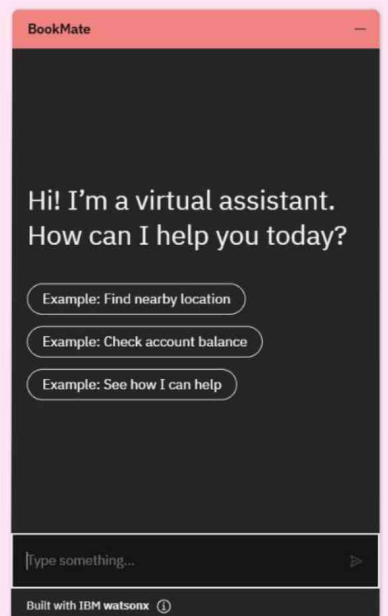 BookMate
Hi! I'm a virtual assistant.
How can I help you today?
Example: Find nearby location
Example: Check account balance
Example: See how I can help
Type something...
Built with IBM watsonx